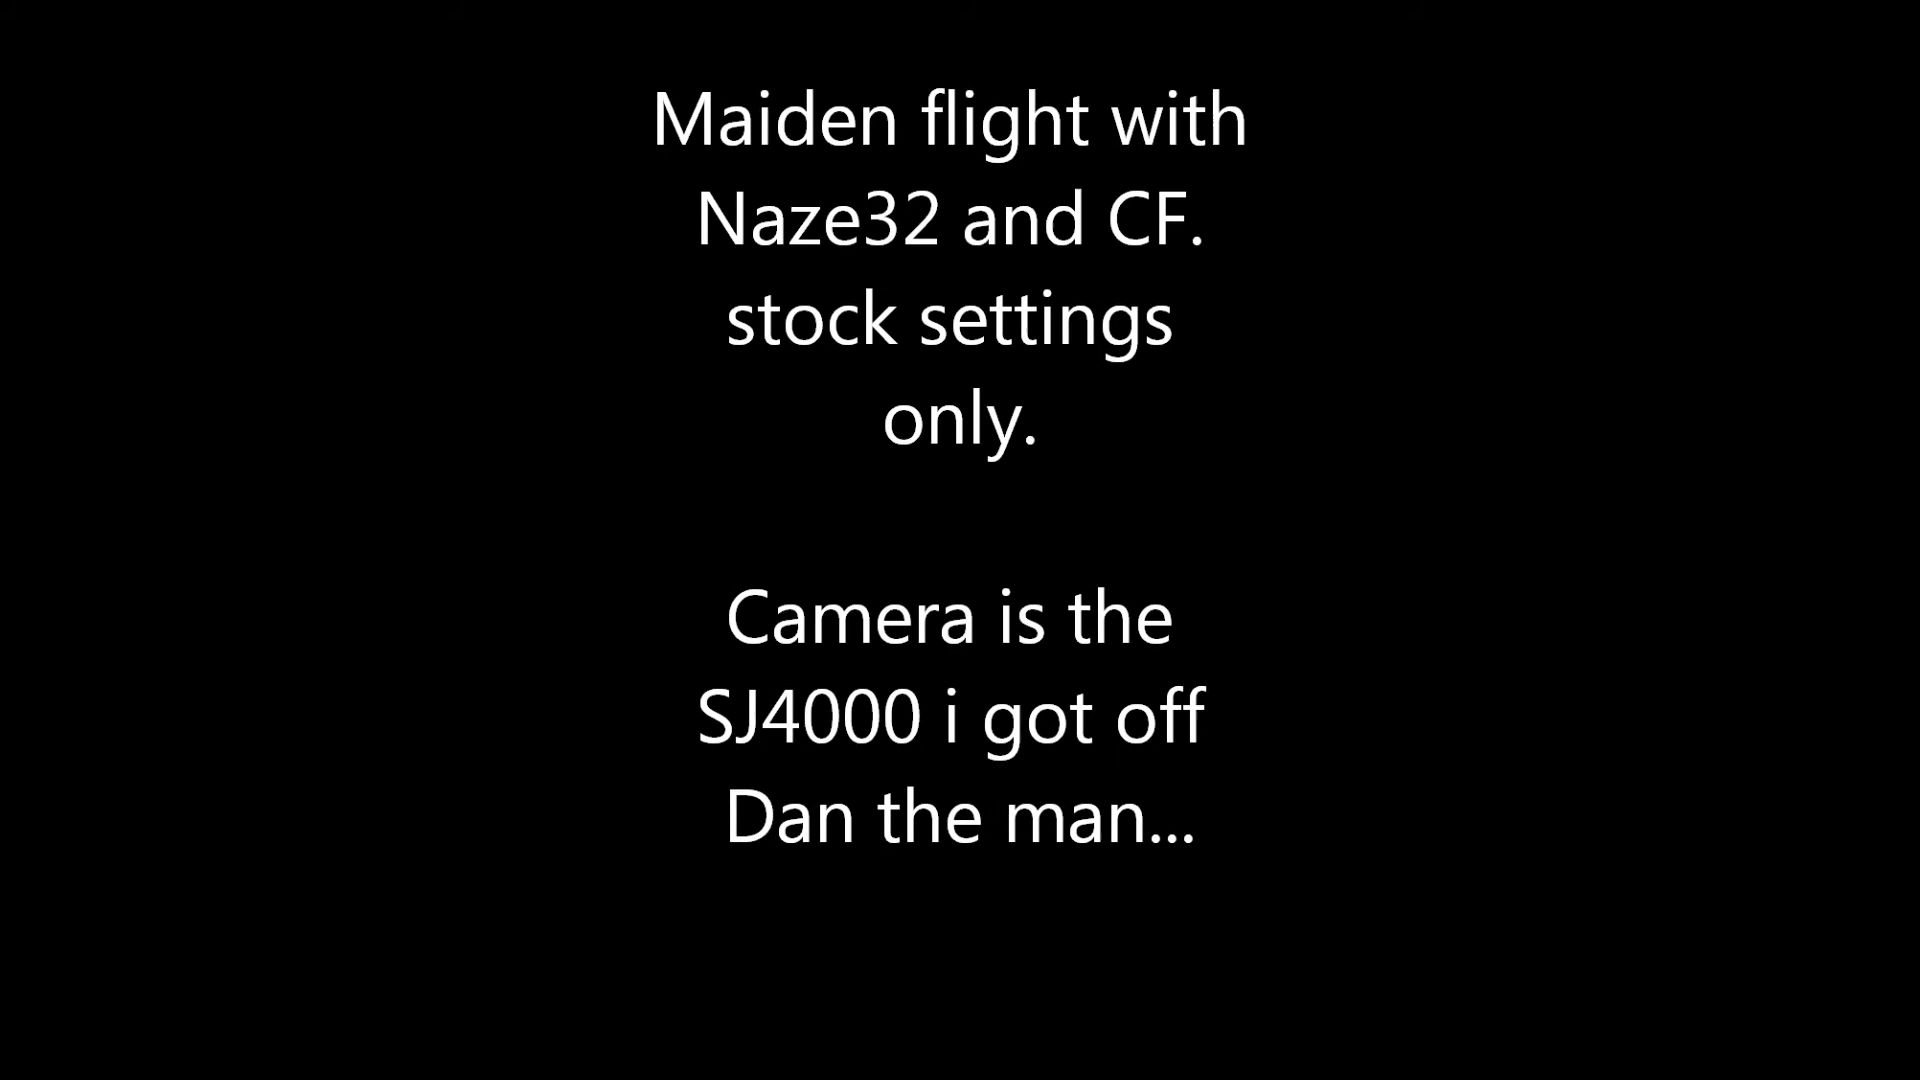 Maiden flight with
Naze32 and CF.
stock settings
only.
Camera is the
SJ4000 i got off
Dan the man...